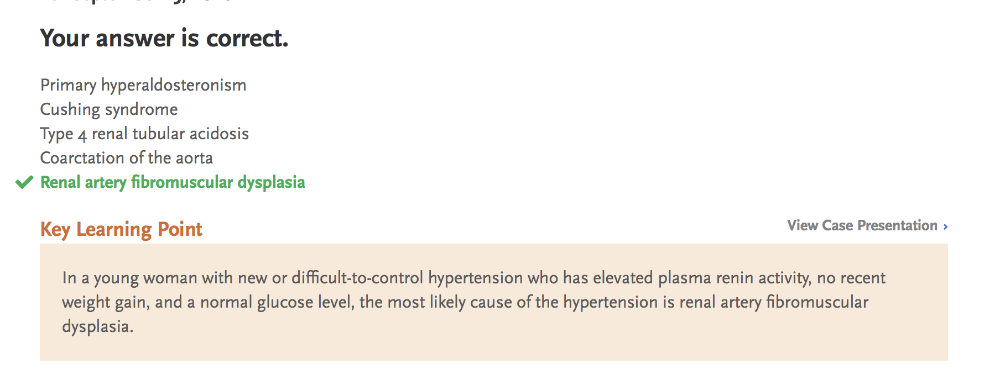 Your answer is correct.
Primary hyperaldosteronism
Cushing syndrome
Type 4 renal tubular acidosis
Coarctation of the aorta
Renal artery fibromuscular dysplasia
Key Learning Point
View Case Presentation ›
In a young woman with new or difficult-to-control hypertension who has elevated plasma renin activity, no recent
weight gain, and a normal glucose level, the most likely cause of the hypertension is renal artery fibromuscular
dysplasia.